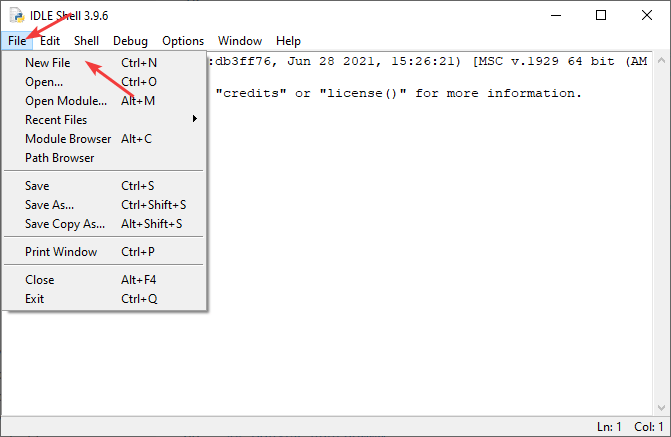 IDLE Shell 3.9.6
File Edit Shell Debug Options Window Help
:db3ff76, Jun 28 2021, 15:26:21) [MSC v.1929 64 bit (AM
"credits" or "license()" for more information.
New File Ctrl+N
Open... Ctrl+O
Open Module... Alt+M
Recent Files
Module Browser Alt+C
Path Browser
Save Ctrl+S
Save As... Ctrl+Shift+S
Save Copy As... Alt+Shift+S
Print Window Ctrl+P
Close Alt+F4
Exit Ctrl+Q
Ln: 1 Col: 1